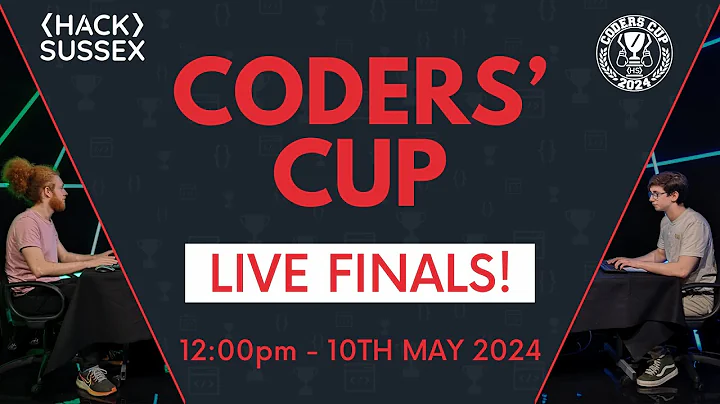 {HACK}
SUSSEX
CODERS CUP
{HS}
2024
CODERS'
CUP
LIVE FINALS!
12:00pm - 10TH MAY 2024